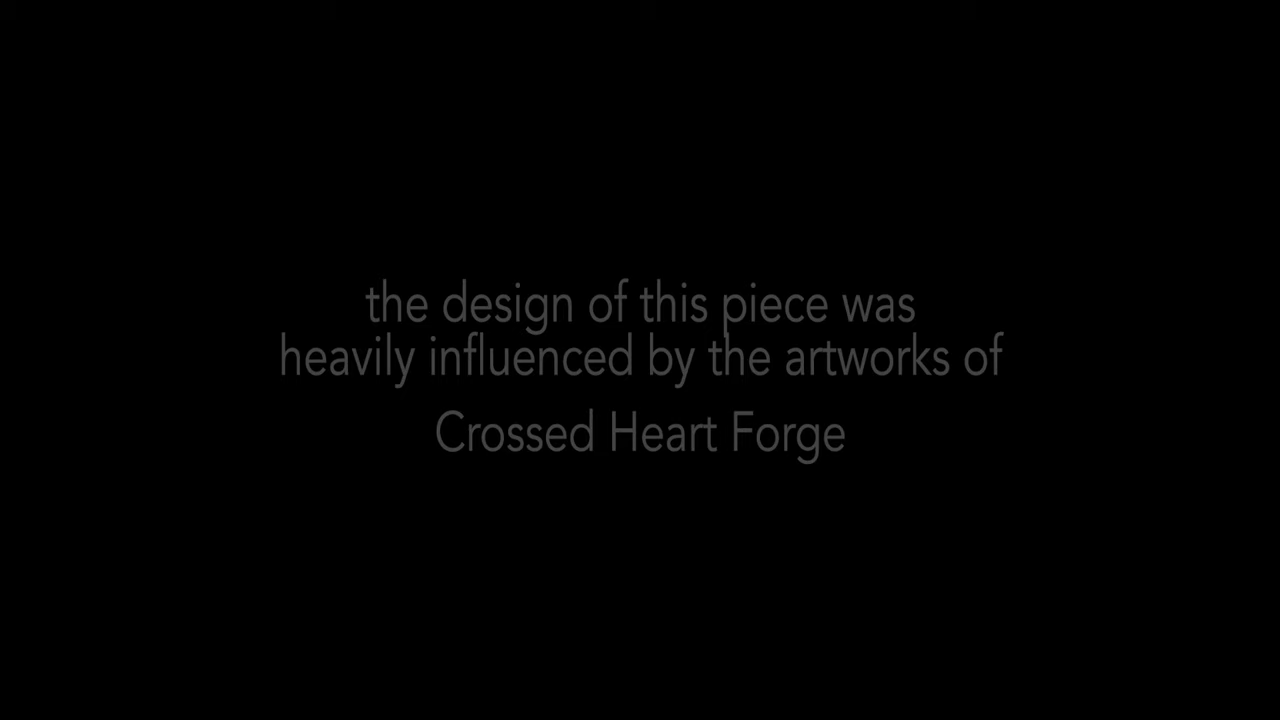 the design of this piece was
heavily influenced by the artworks of
Crossed Heart Forge